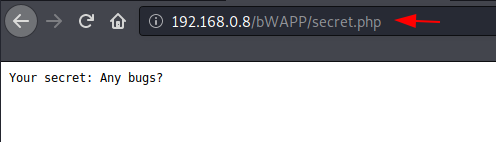 192.168.0.8/bWAPP/secret.php
Your secret: Any bugs?